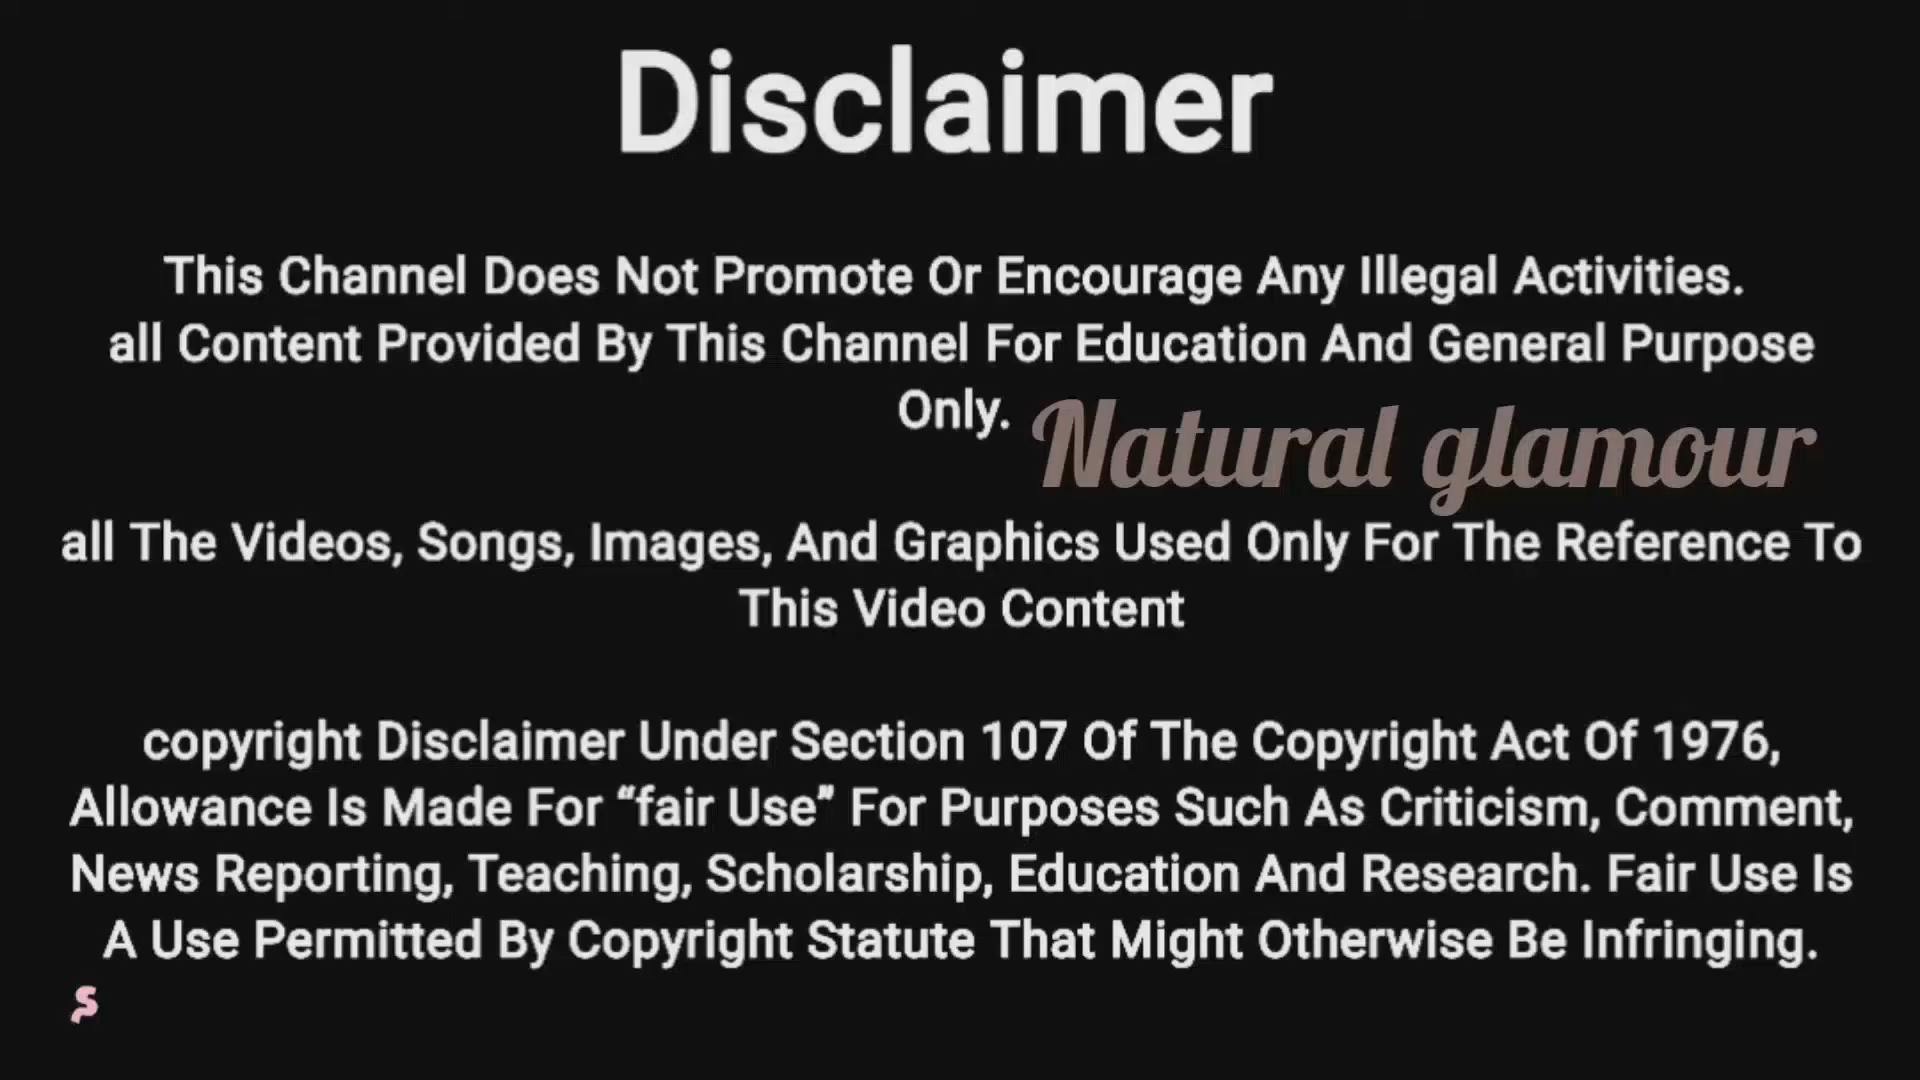 Disclaimer
This Channel Does Not Promote Or Encourage Any Illegal Activities.
all Content Provided By This Channel For Education And General Purpose
Only.
Natural glamour
all The Videos, Songs, Images, And Graphics Used Only For The Reference To
This Video Content
copyright Disclaimer Under Section 107 Of The Copyright Act Of 1976,
Allowance Is Made For “fair Use” For Purposes Such As Criticism, Comment,
News Reporting, Teaching, Scholarship, Education And Research. Fair Use Is
A Use Permitted By Copyright Statute That Might Otherwise Be Infringing.
S